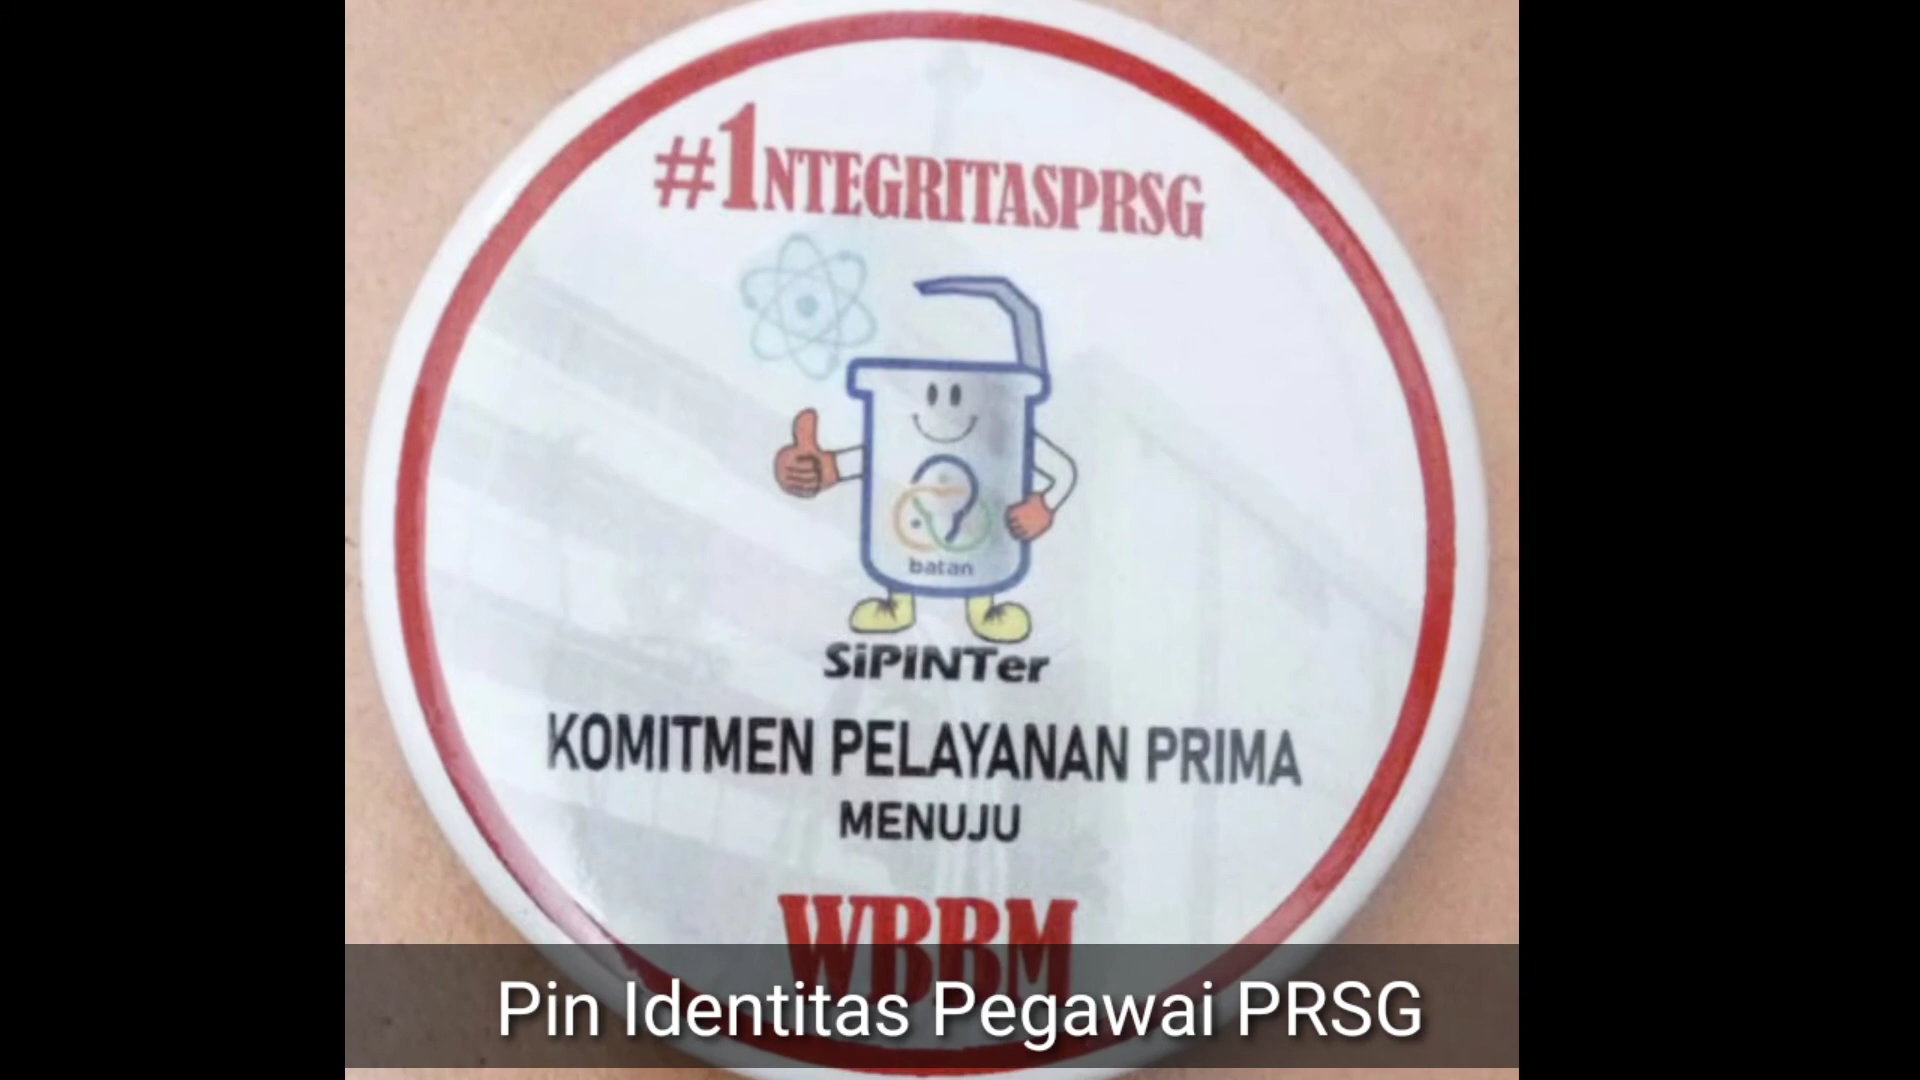 #1NTEGRITASPRSG
batan
SiPINTer
KOMITMEN PELAYANAN PRIMA
MENUJU
WBBM
Pin Identitas Pegawai PRSG